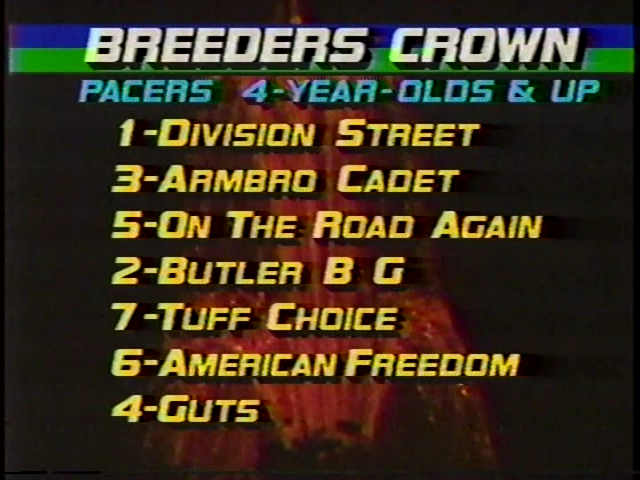 BREEDERS CROWN
PACERS 4-YEAR-OLDS & UP
1-DIVISION STREET
3-ARMBRO CADET
5-ON THE ROAD AGAIN
2-BUTLER B G
7-TUFF CHOICE
6-AMERICAN FREEDOM
4-GUTS